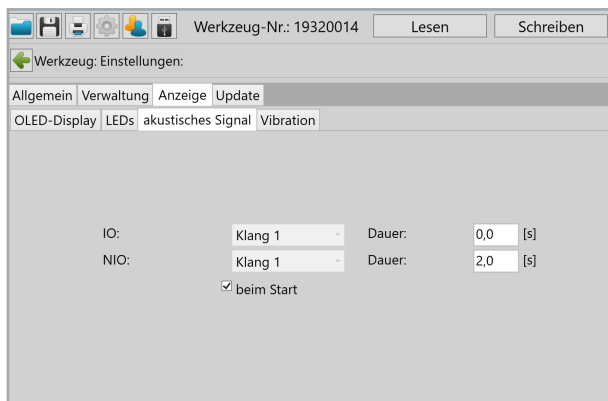 Werkzeug-Nr.: 19320014 Lesen Schreiben
Werkzeug: Einstellungen:
Allgemein Verwaltung Anzeige Update
OLED-Display LEDs akustisches Signal Vibration
IO: Klang 1 Dauer: 0,0 [s]
NIO: Klang 1 Dauer: 2,0 [s]
beim Start